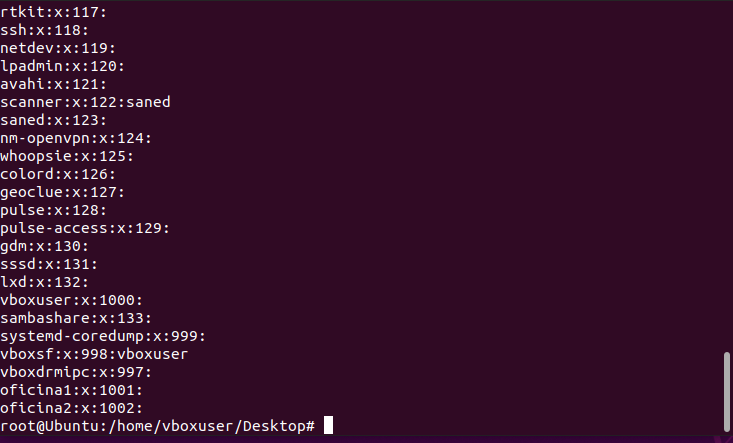 rtkit:x:117:
ssh:x:118:
netdev:x:119:
lpadmin:x:120:
avahi:x:121:
scanner:x:122:saned
saned:x:123:
nm-openvpn:x:124:
whoopsie:x:125:
colord:x:126:
geoclue:x:127:
pulse:x:128:
pulse-access:x:129:
gdm:x:130:
sssd:x:131:
lxd:x:132:
vboxuser:x:1000:
sambashare:x:133:
systemd-coredump:x:999:
vboxsf:x:998:vboxuser
vboxdrmipc:x:997:
oficina1:x:1001:
oficina2:x:1002:
root@Ubuntu:/home/vboxuser/Desktop#